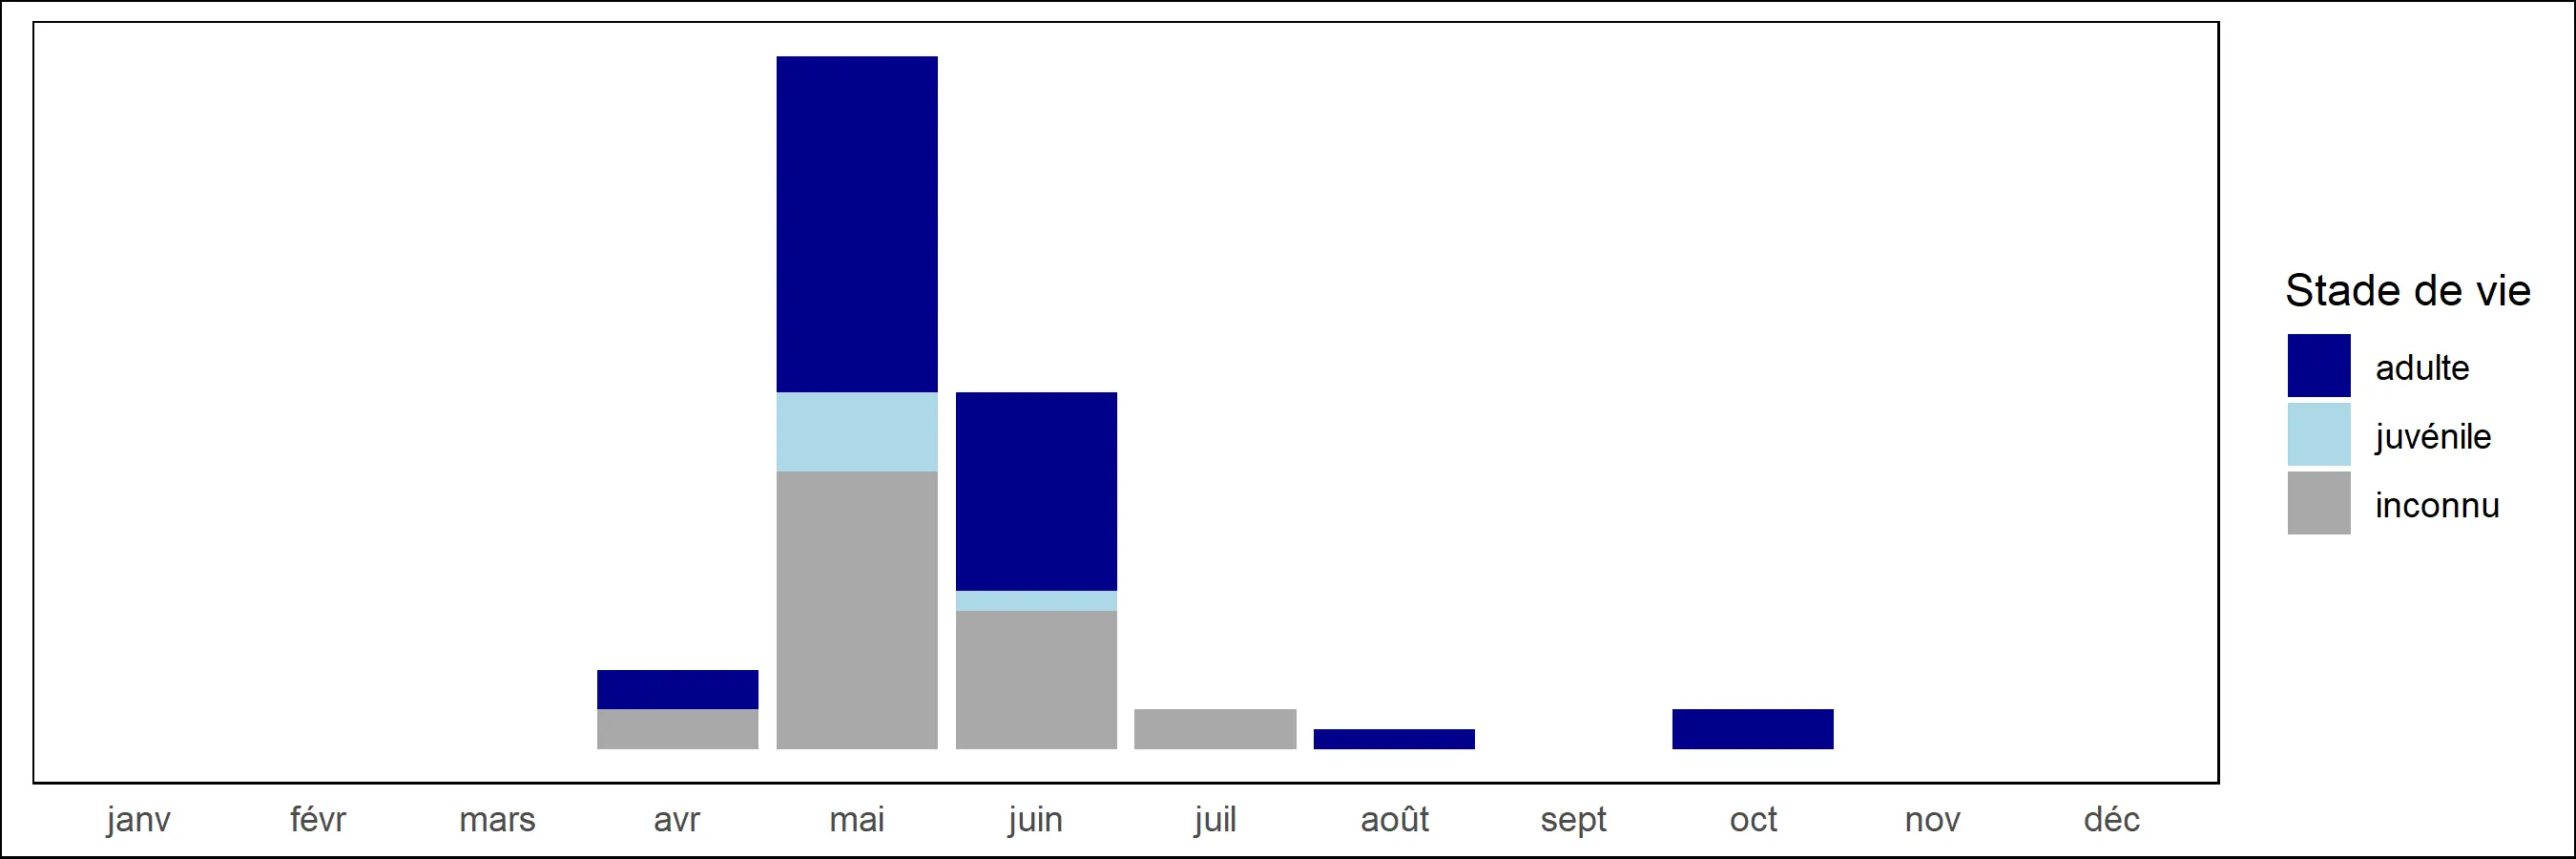 Stade de vie
adulte
juvénile
inconnu
janv févr mars avr mai juin juil août sept oct nov déc